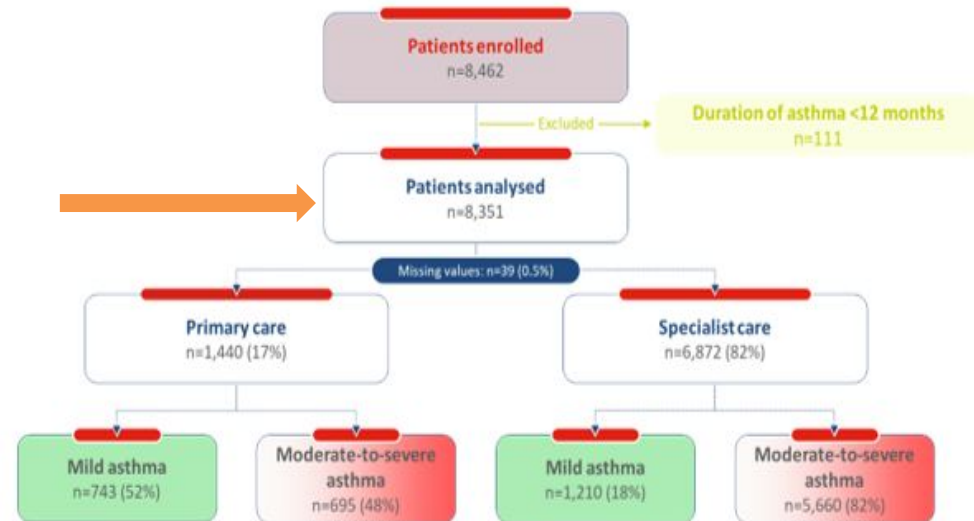 Patients enrolled
n=8,462
Excluded
Duration of asthma <12 months
n=111
Patients analysed
n=8,351
Missing values: n=39 (0.5%)
Primary care
n=1,440 (17%)
Specialist care
n=6,872 (82%)
Mild asthma
n=743 (52%)
Moderate-to-severe
asthma
n=695 (48%)
Mild asthma
n=1,210 (18%)
Moderate-to-severe
asthma
n=5,660 (82%)